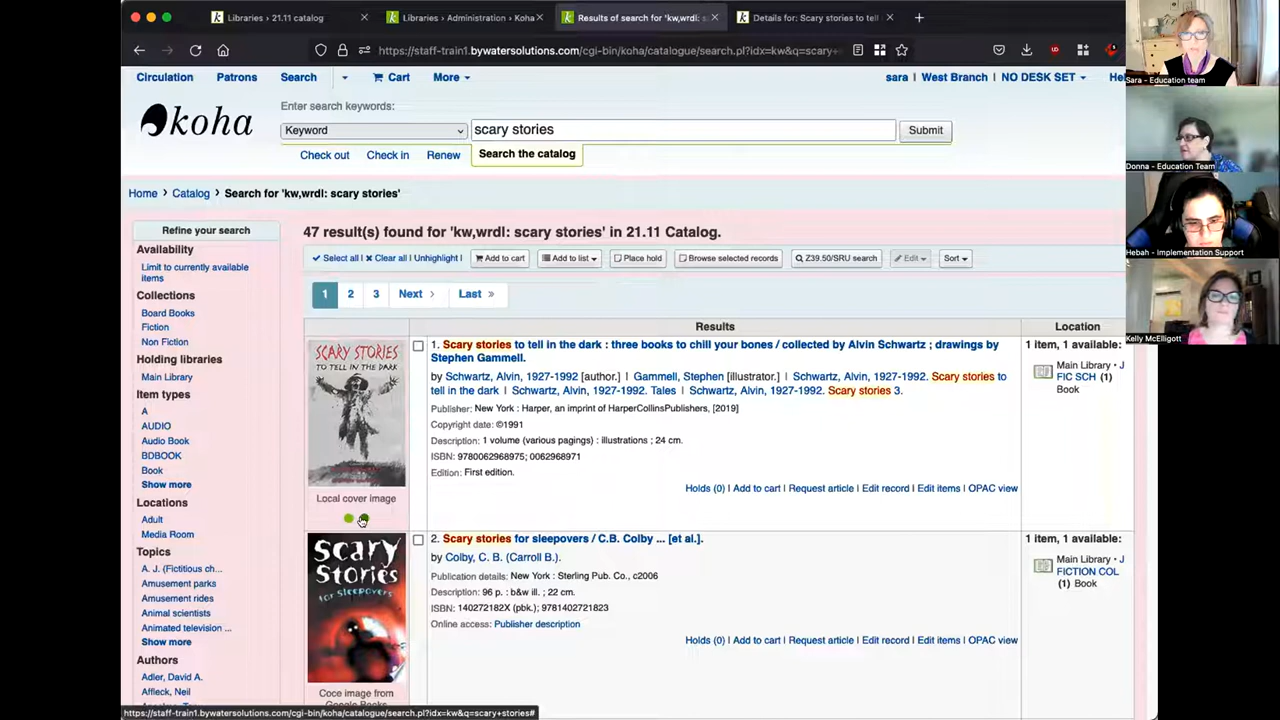 Libraries › 21.11 catalog
Libraries › Administration › Koha
Results of search for 'kw,wrdl: s
Details for: Scary stories to tell
https://staff-train1.bywatersolutions.com/cgi-bin/koha/catalogue/search.pl?idx=kw&q=scary+
Circulation Patrons Search Cart More
sara West Branch NO DESK SET
Enter search keywords:
koha
Keyword scary stories Submit
Check out Check in Renew Search the catalog
Home Catalog Search for 'kw,wrdl: scary stories'
Refine your search
Availability
Limit to currently available
items
Collections
Board Books
Fiction
Non Fiction
Holding libraries
Main Library
Item types
A
AUDIO
Audio Book
BDBOOK
Book
Show more
Locations
Adult
Media Room
Topics
A. J. (Fictitious ch...
Amusement parks
Amusement rides
Animal scientists
Animated television ...
Show more
Authors
Adler, David A.
Affleck, Neil
47 result(s) found for 'kw,wrdl: scary stories' in 21.11 Catalog.
Select all | Clear all | Unhighlight | Add to cart Add to list Place hold Browse selected records Z39.50/SRU search Edit Sort
1 2 3 Next Last
Results Location
SCARY STORIES
TO TELL IN THE DARK
Local cover image
1. Scary stories to tell in the dark : three books to chill your bones / collected by Alvin Schwartz ; drawings by
Stephen Gammell.
by Schwartz, Alvin, 1927-1992 [author.] | Gammell, Stephen [illustrator.] | Schwartz, Alvin, 1927-1992. Scary stories to
tell in the dark | Schwartz, Alvin, 1927-1992. Tales | Schwartz, Alvin, 1927-1992. Scary stories 3.
Publisher: New York : Harper, an imprint of HarperCollinsPublishers, [2019]
Copyright date: ©1991
Description: 1 volume (various pagings) : illustrations ; 24 cm.
ISBN: 9780062968975; 0062968971
Edition: First edition.
Holds (0) | Add to cart | Request article | Edit record | Edit items | OPAC view
1 item, 1 available:
Main Library • J
FIC SCH (1)
Book
Scary
Stories
for sleepovers
Coce image from
Google Books
2. Scary stories for sleepovers / C.B. Colby ... [et al.].
by Colby, C. B. (Carroll B.).
Publication details: New York : Sterling Pub. Co., c2006
Description: 96 p. : b&w ill. ; 22 cm.
ISBN: 140272182X (pbk.); 9781402721823
Online access: Publisher description
Holds (0) | Add to cart | Request article | Edit record | Edit items | OPAC view
1 item, 1 available:
Main Library • J
FICTION COL
(1) Book
https://staff-train1.bywatersolutions.com/cgi-bin/koha/catalogue/search.pl?idx=kw&q=scary+stories#
Sara - Education team
Donna - Education Team
Hebah - Implementation Support
Kelly McElligott